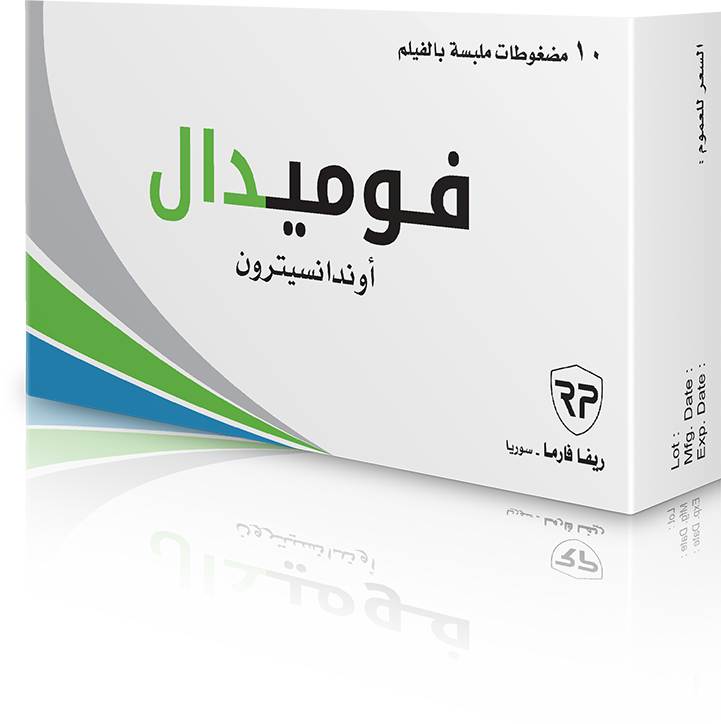 ١٠ مضغوطات ملبسة بالفيلم
فوميدال
أوندانسيترون
RP
ريفا فارما - سوريا
السعر للعموم :
Lot :
Mfg. Date :
Exp. Date :